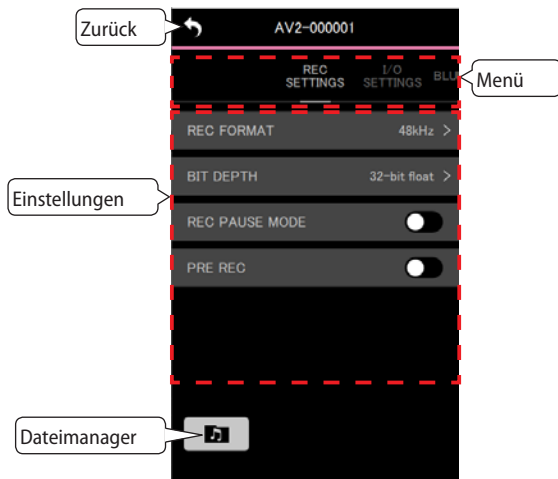 Zurück
AV2-000001
REC
SETTINGS
I/O
SETTINGS
BLU
Menü
REC FORMAT 48kHz >
BIT DEPTH 32-bit float >
Einstellungen
REC PAUSE MODE
PRE REC
Dateimanager